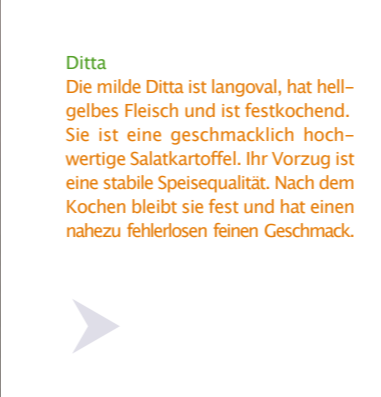 Ditta
Die milde Ditta ist langoval, hat hell-
gelbes Fleisch und ist festkochend.
Sie ist eine geschmacklich hoch-
wertige Salatkartoffel. Ihr Vorzug ist
eine stabile Speisequalität. Nach dem
Kochen bleibt sie fest und hat einen
nahezu fehlerlosen feinen Geschmack.